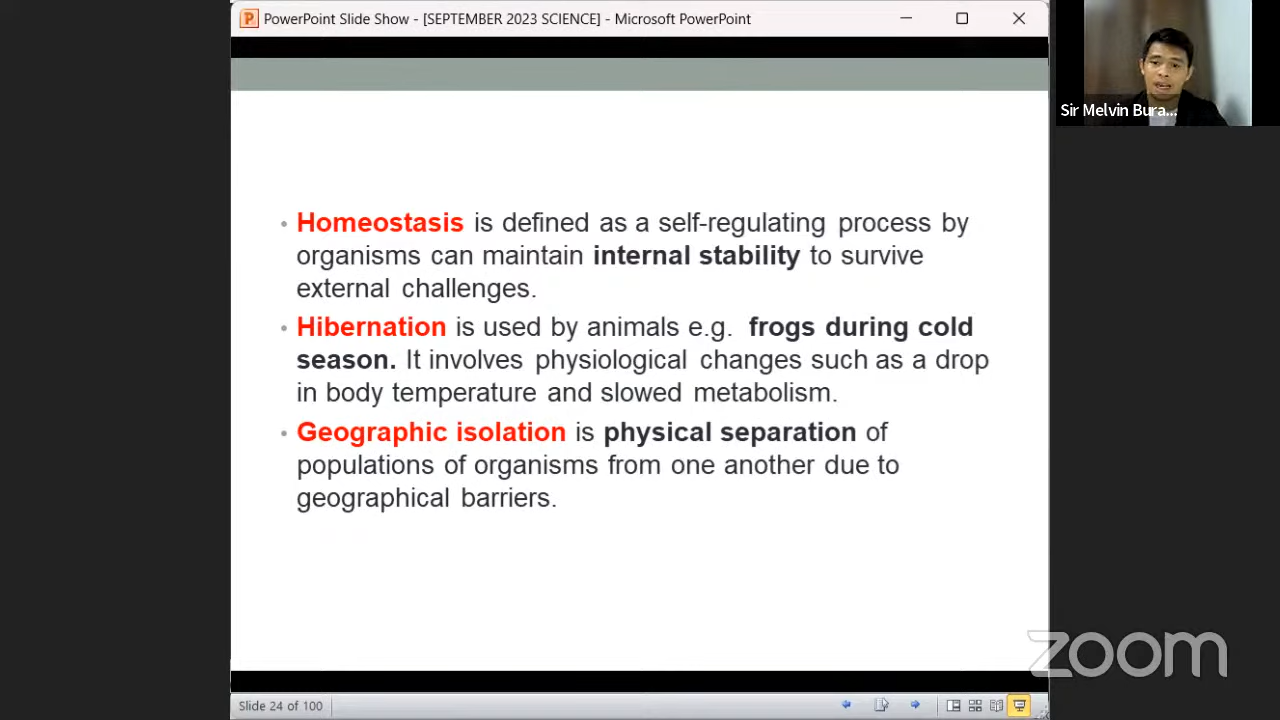 PowerPoint Slide Show - [SEPTEMBER 2023 SCIENCE] - Microsoft PowerPoint
Sir Melvin Bura...
• Homeostasis is defined as a self-regulating process by
organisms can maintain internal stability to survive
external challenges.
• Hibernation is used by animals e.g. frogs during cold
season. It involves physiological changes such as a drop
in body temperature and slowed metabolism.
• Geographic isolation is physical separation of
populations of organisms from one another due to
geographical barriers.
zoom
Slide 24 of 100